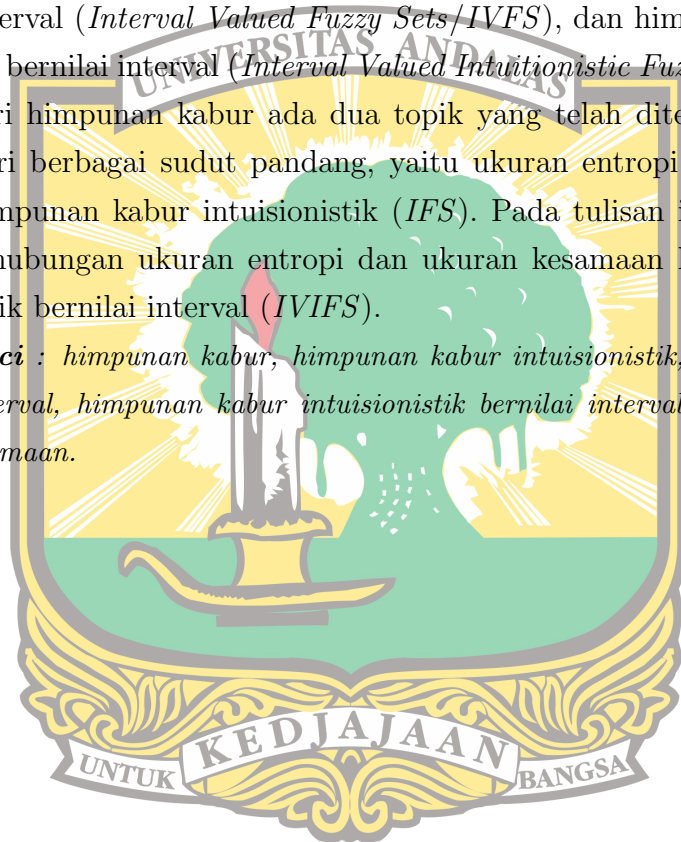 erval (Interval Valued Fuzzy Sets/IVFS), dan him
bernilai interval (Interval Valued Intuitionistic Fuz
ri himpunan kabur ada dua topik yang telah dite
ri berbagai sudut pandang, yaitu ukuran entropi
mpunan kabur intuisionistik (IFS). Pada tulisan i
hubungan ukuran entropi dan ukuran kesamaan
ik bernilai interval (IVIFS).
ci : himpunan kabur, himpunan kabur intuisionistik,
erval, himpunan kabur intuisionistik bernilai interval
maan.
UNIVERSITAS ANDALAS
UNTUK KEDJAJAAN BANGSA